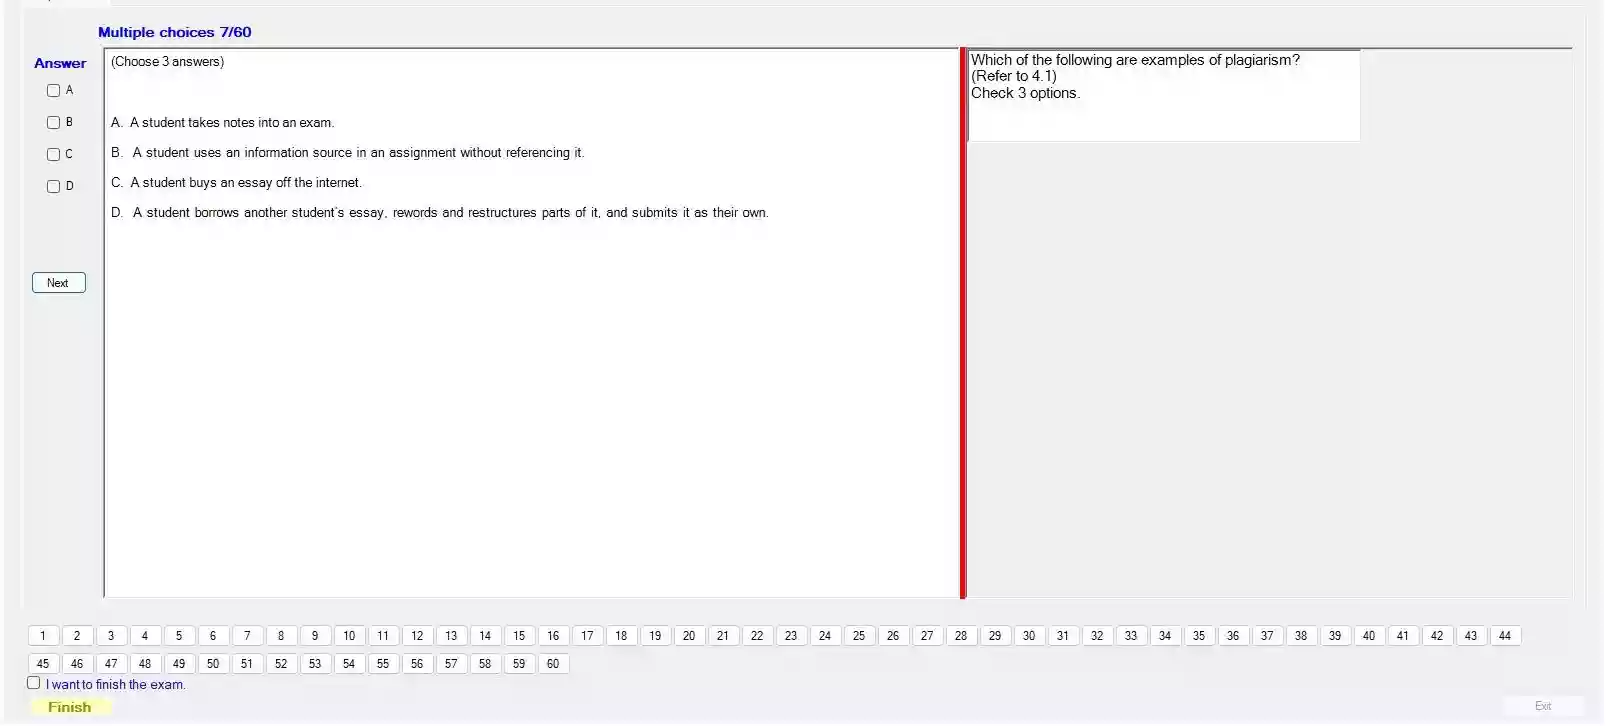 Multiple choices 7/60
Answer
A
B
C
D
Next
(Choose 3 answers)
A. A student takes notes into an exam.
B. A student uses an information source in an assignment without referencing it.
C. A student buys an essay off the internet.
D. A student borrows another student's essay, rewords and restructures parts of it, and submits it as their own.
Which of the following are examples of plagiarism?
(Refer to 4.1)
Check 3 options.
1 2 3 4 5 6 7 8 9 10 11 12 13 14 15 16 17 18 19 20 21 22 23 24 25 26 27 28 29 30 31 32 33 34 35 36 37 38 39 40 41 42 43 44
45 46 47 48 49 50 51 52 53 54 55 56 57 58 59 60
I want to finish the exam.
Finish
Exit